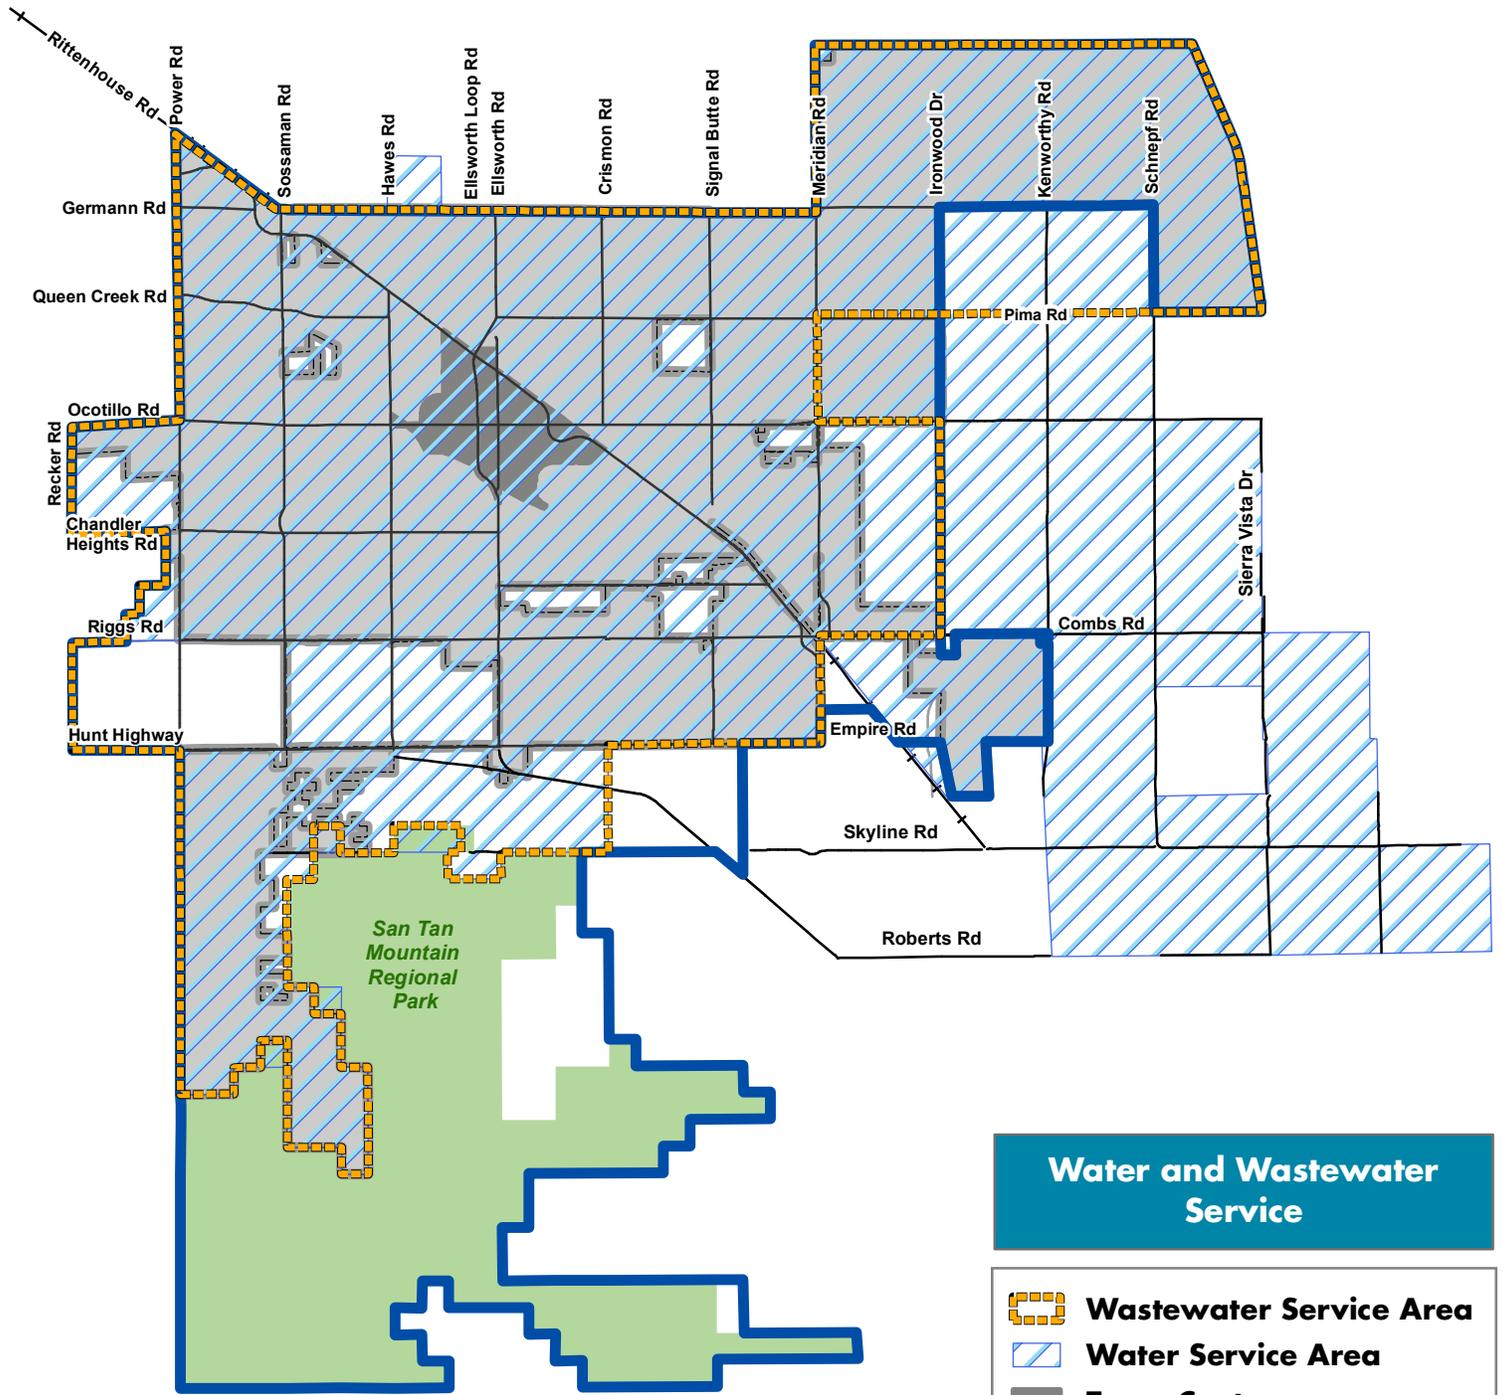 Rittenhouse Rd
Power Rd
Sossaman Rd
Hawes Rd
Ellsworth Loop Rd
Ellsworth Rd
Crismon Rd
Signal Butte Rd
Meridian Rd
Ironwood Dr
Kenworthy Rd
Schnepf Rd
Germann Rd
Queen Creek Rd
Pima Rd
Ocotillo Rd
Recker Rd
Sierra Vista Dr
Chandler
Heights Rd
Riggs Rd
Combs Rd
Hunt Highway
Empire Rd
Skyline Rd
San Tan
Mountain
Regional
Park
Roberts Rd
Water and Wastewater
Service
Wastewater Service Area
Water Service Area